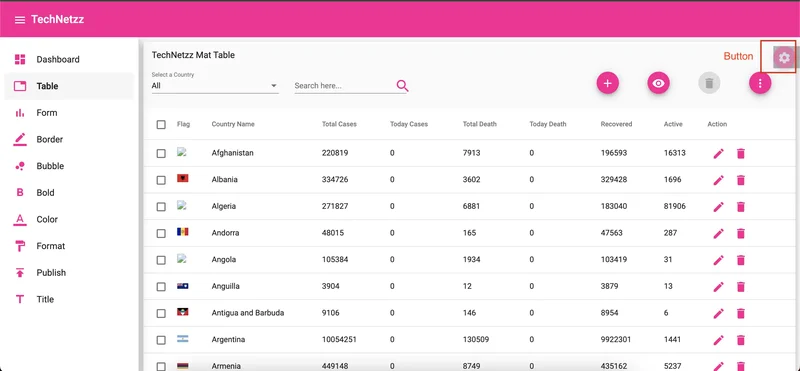 TechNetzz
Dashboard
Table
Form
Border
Bubble
Bold
Color
Format
Publish
Title
TechNetzz Mat Table
Button
Select a Country
All
Search here...
Flag Country Name Total Cases Today Cases Total Death Today Death Recovered Active Action
Afghanistan 220819 0 7913 0 196593 16313
Albania 334726 0 3602 0 329428 1696
Algeria 271827 0 6881 0 183040 81906
Andorra 48015 0 165 0 47563 287
Angola 105384 0 1934 0 103419 31
Anguilla 3904 0 12 0 3879 13
Antigua and Barbuda 9106 0 146 0 8954 6
Argentina 10054251 0 130509 0 9922301 1441
Armenia 449148 0 8749 0 435162 5237